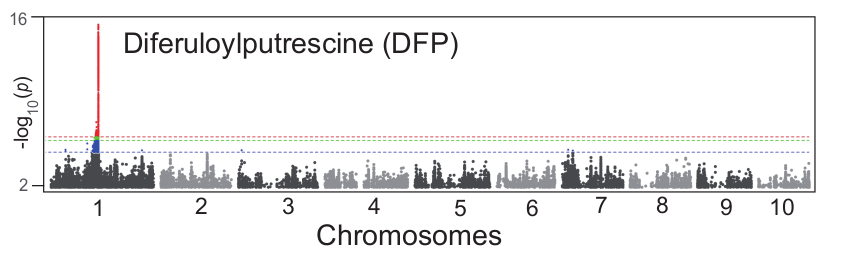 16
Diferuloylputrescine (DFP)
-log10(p)
2
1 2 3 4 5 6 7 8 9 10
Chromosomes